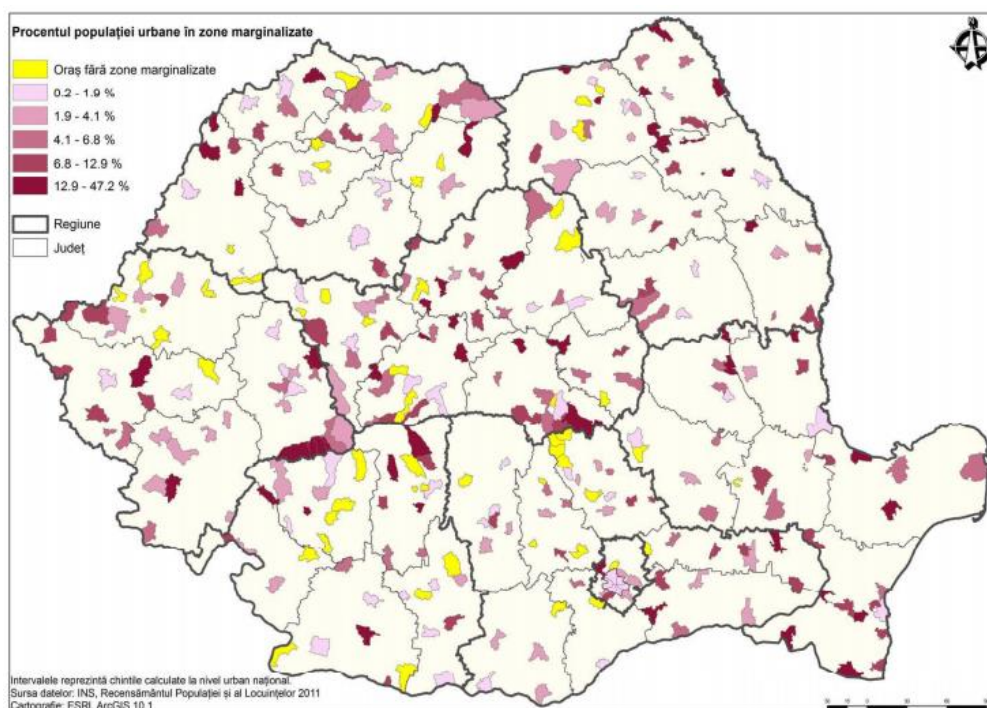 Procentul populației urbane în zone marginalizate
Oraș fără zone marginalizate
0.2 - 1.9 %
1.9 - 4.1 %
4.1 - 6.8 %
6.8 - 12.9 %
12.9 - 47.2 %
Regiune
Județ
Intervalele reprezintă chintile calculate la nivel urban național.
Sursa datelor: INS, Recensământul Populației și al Locuințelor 2011
Cartografie: ESRI, ArcGIS 10.1